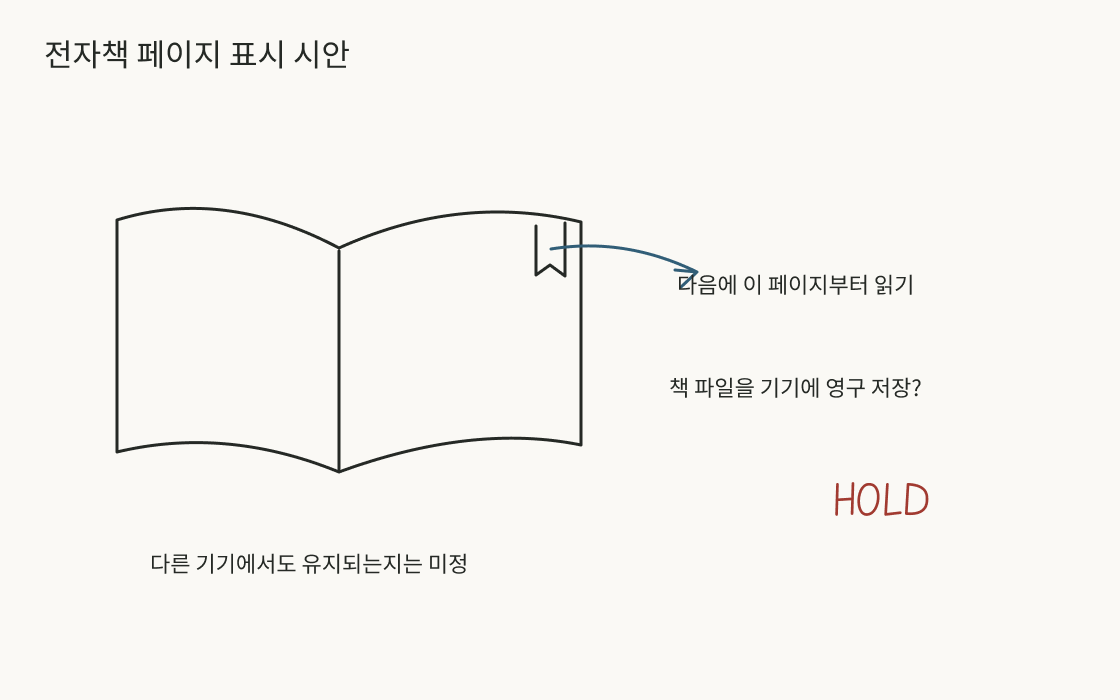 전자책 페이지 표시 시안
다음에 이 페이지부터 읽기
책 파일을 기기에 영구 저장?
HOLD
다른 기기에서도 유지되는지는 미정